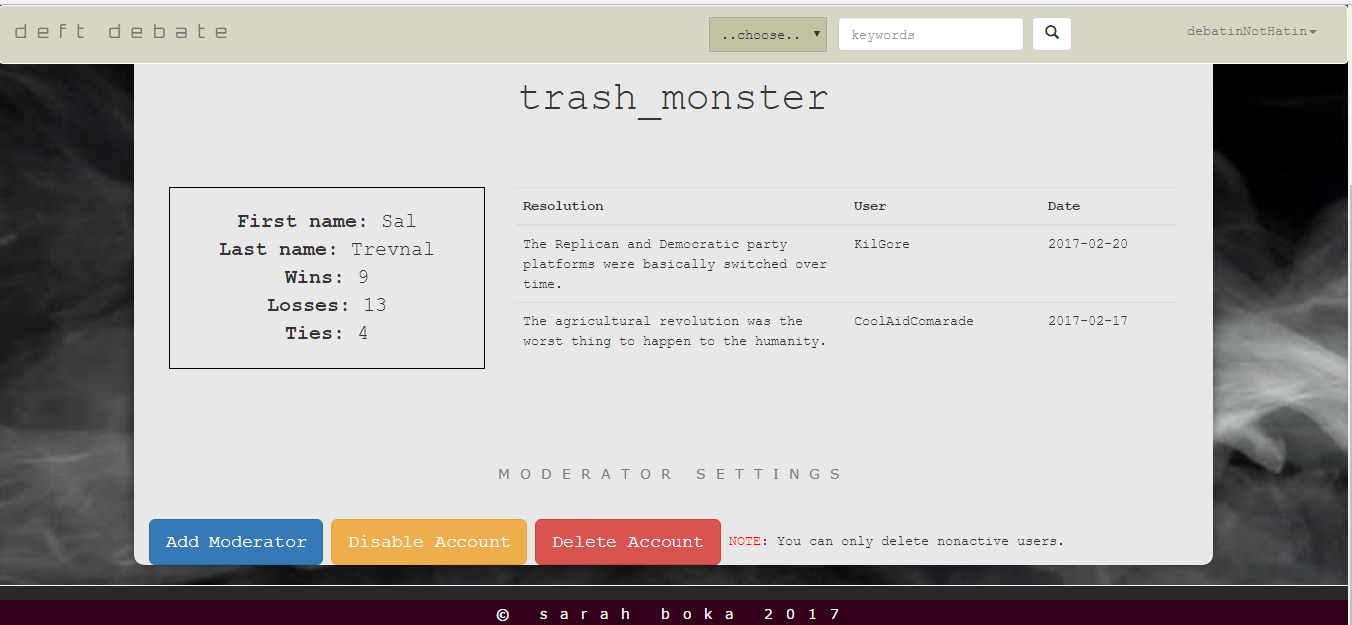 deft debate
..choose..
keywords
debatinNotHatin
trash_monster
First name: Sal
Last name: Trevnal
Wins: 9
Losses: 13
Ties: 4
Resolution User Date
The Replican and Democratic party
platforms were basically switched over
time.
KilGore
2017-02-20
The agricultural revolution was the
worst thing to happen to the humanity.
CoolAidComarade
2017-02-17
MODERATOR SETTINGS
Add Moderator
Disable Account
Delete Account
NOTE: You can only delete nonactive users.
© sarah boka 2017